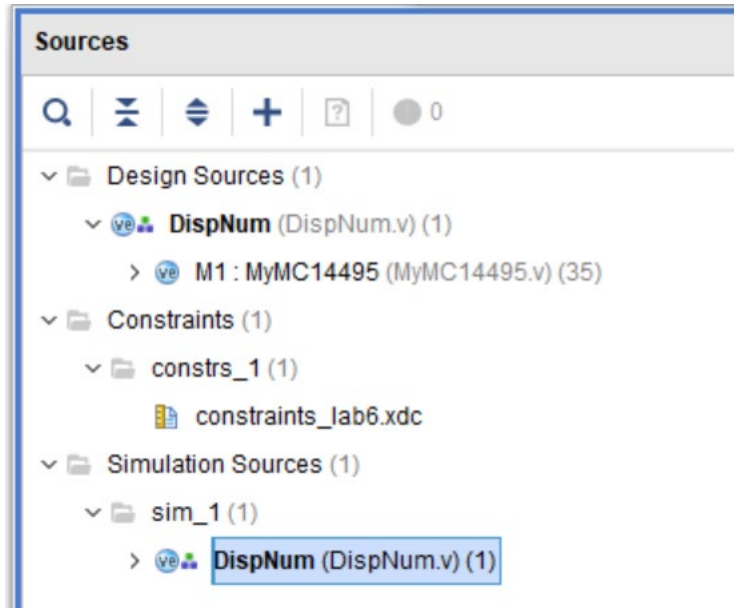 Sources
0
Design Sources (1)
DispNum (DispNum.v) (1)
M1 : MyMC14495 (MyMC14495.v) (35)
Constraints (1)
constrs_1 (1)
constraints_lab6.xdc
Simulation Sources (1)
sim_1 (1)
DispNum (DispNum.v) (1)